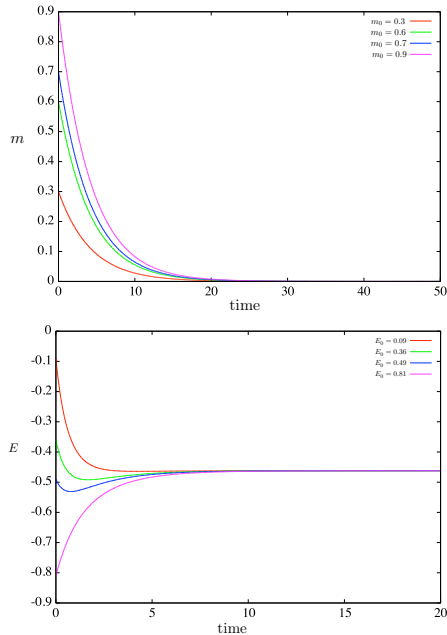 0.9
0.8
0.7
0.6
0.5
0.4
0.3
0.2
0.1
0
m
m₀ = 0.3
m₀ = 0.6
m₀ = 0.7
m₀ = 0.9
0 10 20 30 40 50
time
0
-0.1
-0.2
-0.3
-0.4
-0.5
-0.6
-0.7
-0.8
-0.9
E
E₀ = 0.09
E₀ = 0.36
E₀ = 0.49
E₀ = 0.81
0 5 10 15 20
time